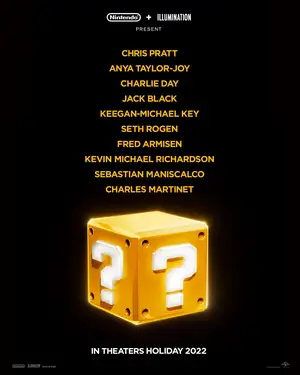 Nintendo + ILLUMINATION
PRESENT
CHRIS PRATT
ANYA TAYLOR-JOY
CHARLIE DAY
JACK BLACK
KEEGAN-MICHAEL KEY
SETH ROGEN
FRED ARMISEN
KEVIN MICHAEL RICHARDSON
SEBASTIAN MANISCALCO
CHARLES MARTINET
? ?
IN THEATERS HOLIDAY 2022